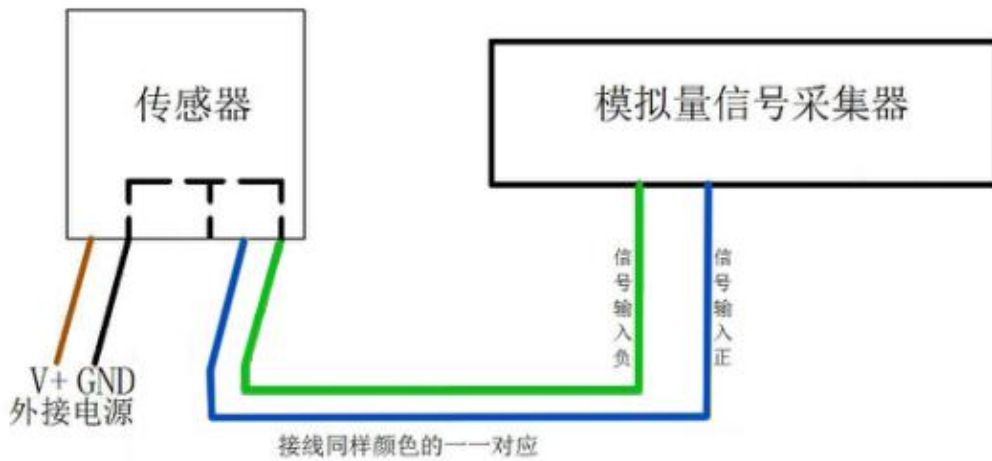 传感器
模拟量信号采集器
信号输入负
信号输入正
V+ GND
外接电源
接线同样颜色的一一对应